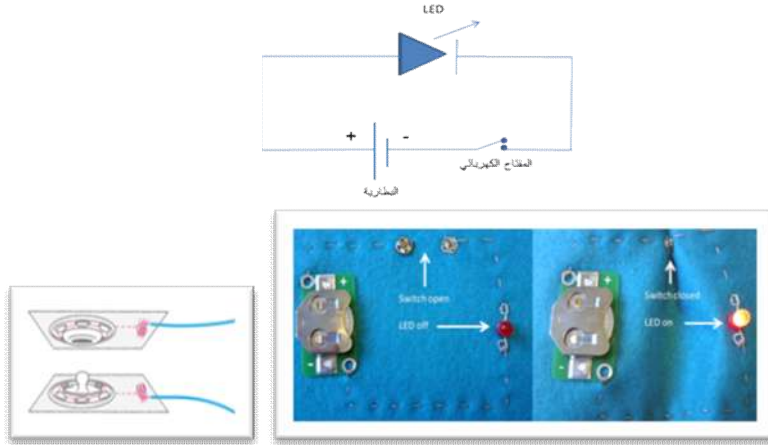 LED
+ -
المفتاح الكهربائي
البطارية
+
+
Switch open
Switch closed
LED off
LED on
-
-